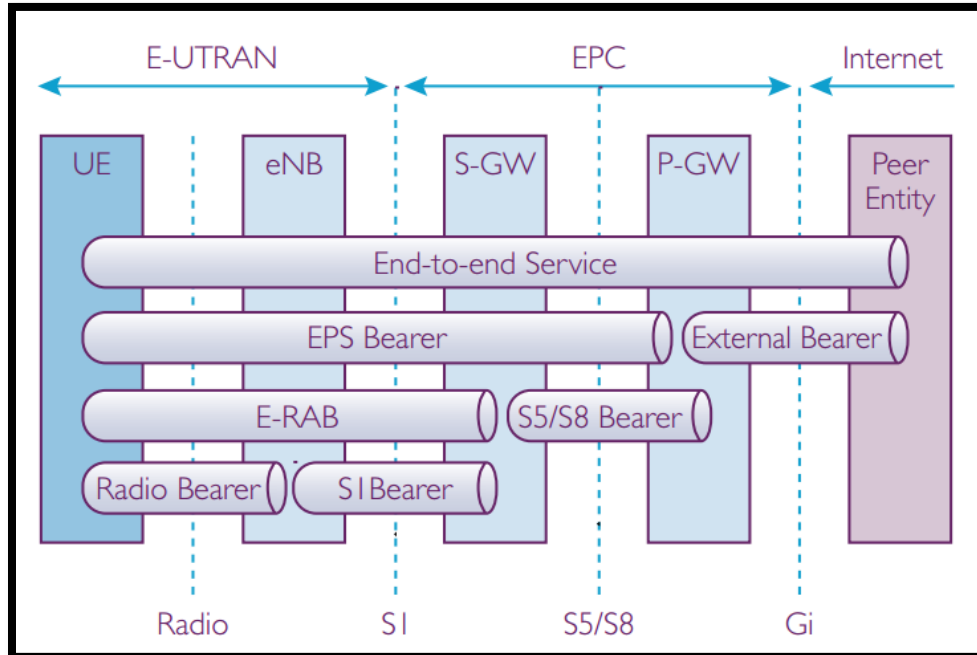 E-UTRAN EPC Internet
UE eNB S-GW P-GW Peer
Entity
End-to-end Service
EPS Bearer External Bearer
E-RAB S5/S8 Bearer
Radio Bearer S1Bearer
Radio S1 S5/S8 Gi